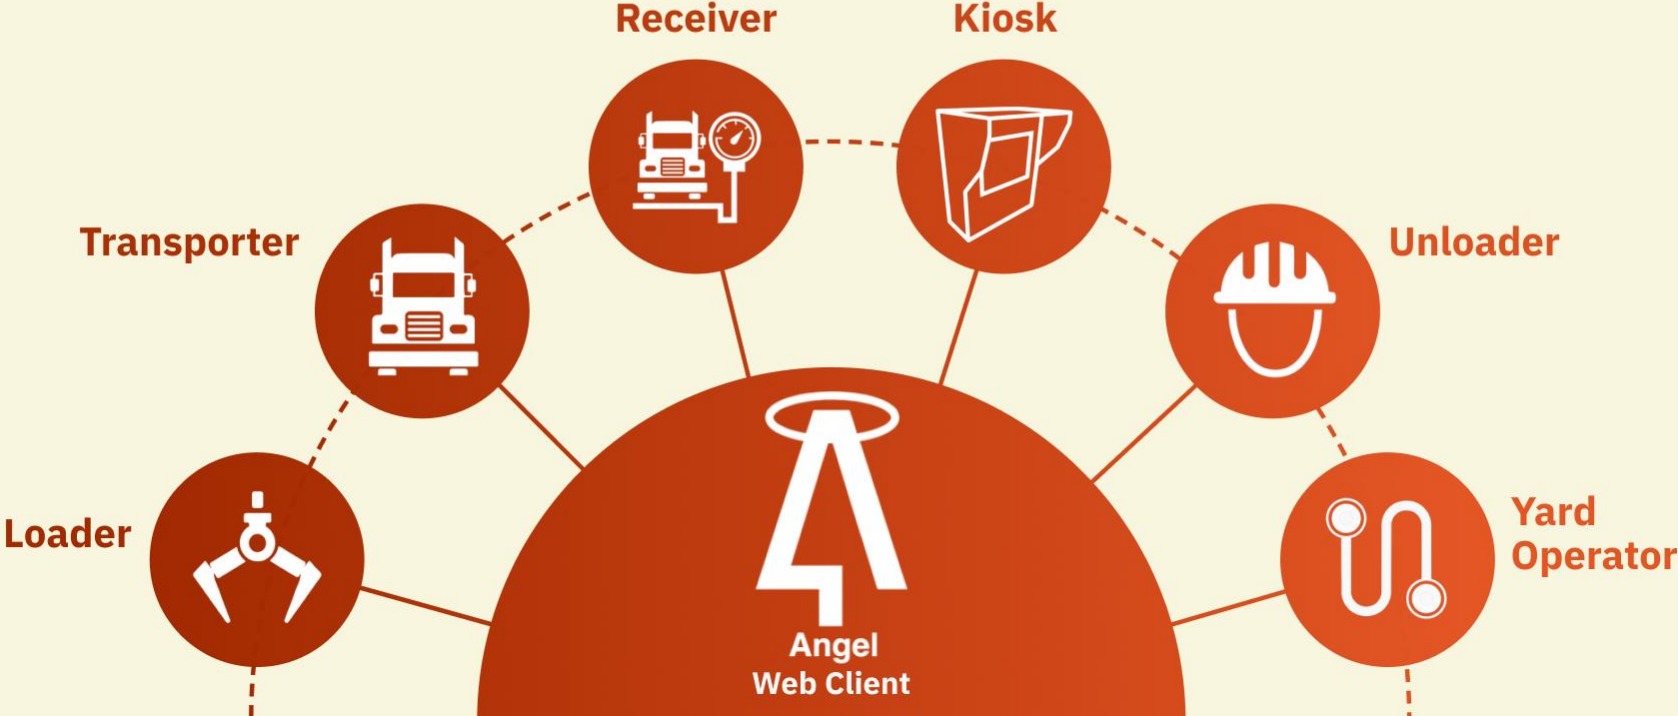 Receiver
Kiosk
Transporter
Unloader
Loader
Yard
Operator
Angel
Web Client